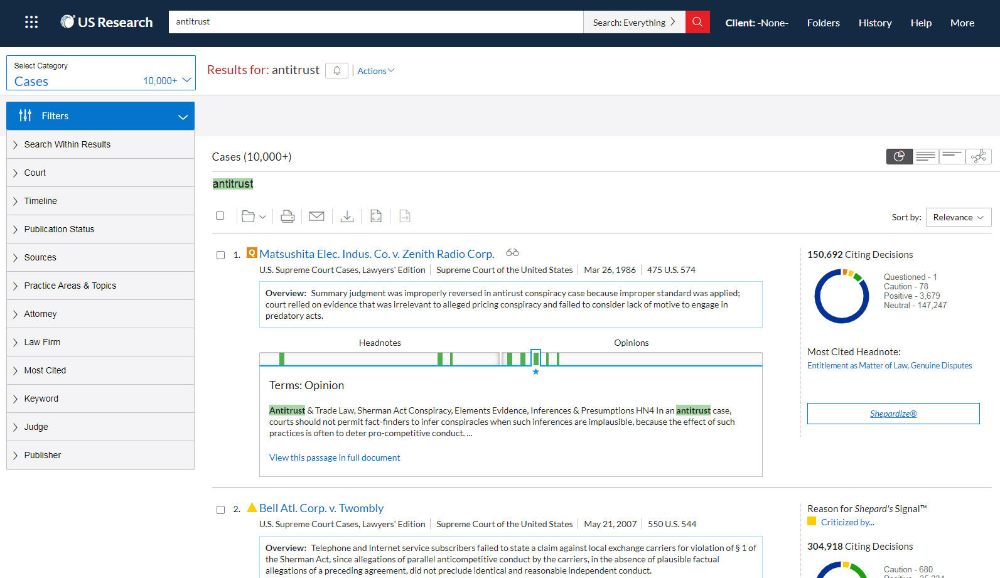 US Research
antitrust
Search: Everything
Client: -None-
Folders
History
Help
More
Select Category
Cases 10,000+
Results for: antitrust
Actions
Filters
Search Within Results
Court
Timeline
Publication Status
Sources
Practice Areas & Topics
Attorney
Law Firm
Most Cited
Keyword
Judge
Publisher
Cases (10,000+)
antitrust
Sort by: Relevance
1. Q Matsushita Elec. Indus. Co. v. Zenith Radio Corp.
U.S. Supreme Court Cases, Lawyers' Edition | Supreme Court of the United States | Mar 26, 1986 | 475 U.S. 574
Overview: Summary judgment was improperly reversed in antirust conspiracy case because improper standard was applied;
court relied on evidence that was irrelevant to alleged pricing conspiracy and failed to consider lack of motive to engage in
predatory acts.
Headnotes Opinions
Terms: Opinion
Antitrust & Trade Law, Sherman Act Conspiracy, Elements Evidence, Inferences & Presumptions HN4 In an antitrust case,
courts should not permit fact-finders to infer conspiracies when such inferences are implausible, because the effect of such
practices is often to deter pro-competitive conduct. ...
View this passage in full document
150,692 Citing Decisions
Questioned - 1
Caution - 78
Positive - 3,679
Neutral - 147,247
Most Cited Headnote:
Entitlement as Matter of Law, Genuine Disputes
Shepardize®
2. Bell Atl. Corp. v. Twombly
U.S. Supreme Court Cases, Lawyers' Edition | Supreme Court of the United States | May 21, 2007 | 550 U.S. 544
Overview: Telephone and Internet service subscribers failed to state a claim against local exchange carriers for violation of § 1 of
the Sherman Act, since allegations of parallel anticompetitive conduct by the carriers, in the absence of plausible factual
allegations of a preceding agreement, did not preclude identical and reasonable independent conduct.
Reason for Shepard's Signal™
Criticized by...
304,918 Citing Decisions
Caution - 680